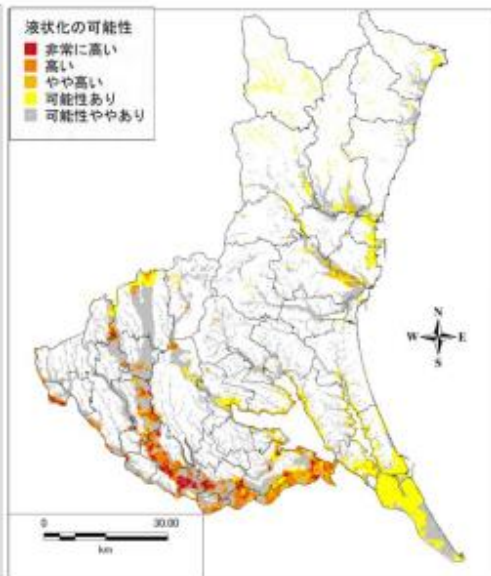 液状化の可能性
非常に高い
高い
やや高い
可能性あり
可能性ややあり
N
W E
S
0 30.00
km